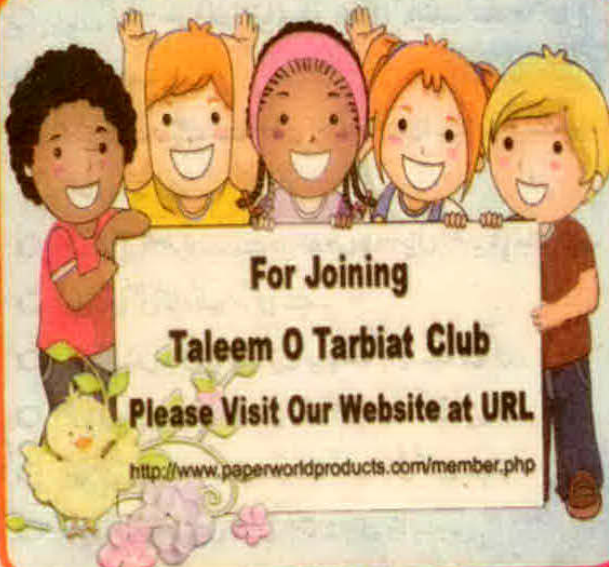 For Joining
Taleem O Tarbiat Club
Please Visit Our Website at URL
http://www.paperworldproducts.com/member.php